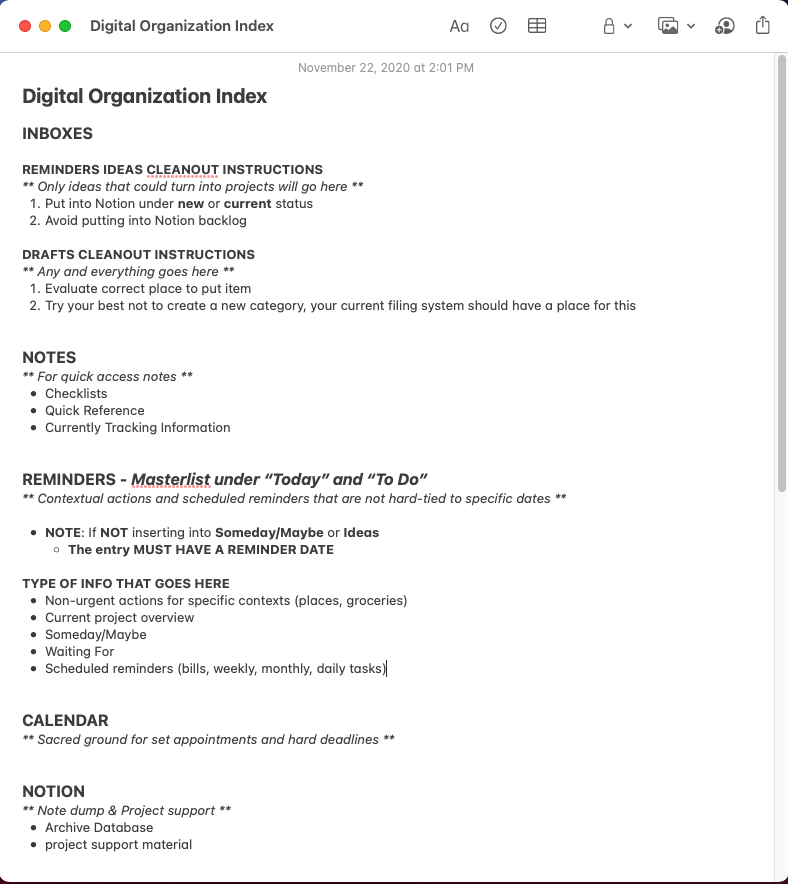 Digital Organization Index
Aa
November 22, 2020 at 2:01 PM
Digital Organization Index
INBOXES
REMINDERS IDEAS CLEANOUT INSTRUCTIONS
** Only ideas that could turn into projects will go here **
1. Put into Notion under new or current status
2. Avoid putting into Notion backlog
DRAFTS CLEANOUT INSTRUCTIONS
** Any and everything goes here **
1. Evaluate correct place to put item
2. Try your best not to create a new category, your current filing system should have a place for this
NOTES
** For quick access notes **
• Checklists
• Quick Reference
• Currently Tracking Information
REMINDERS - Masterlist under “Today” and “To Do”
** Contextual actions and scheduled reminders that are not hard-tied to specific dates **
• NOTE: If NOT inserting into Someday/Maybe or Ideas
◦ The entry MUST HAVE A REMINDER DATE
TYPE OF INFO THAT GOES HERE
• Non-urgent actions for specific contexts (places, groceries)
• Current project overview
• Someday/Maybe
• Waiting For
• Scheduled reminders (bills, weekly, monthly, daily tasks)
CALENDAR
** Sacred ground for set appointments and hard deadlines **
NOTION
** Note dump & Project support **
• Archive Database
• project support material